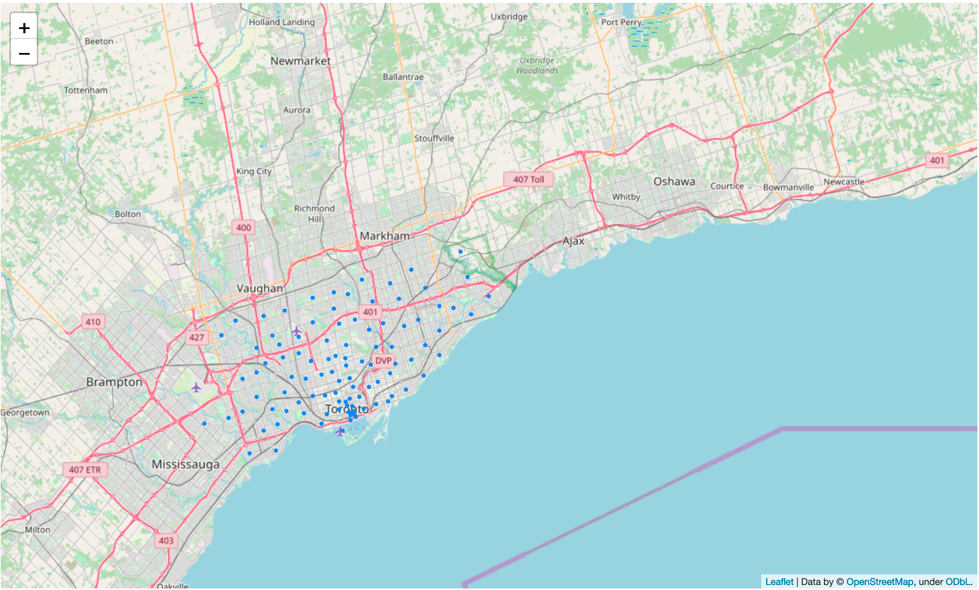 +
−
Holland Landing
Uxbridge
Port Perry
Beeton
Newmarket
Uxbridge
Woodlands
Ballantrae
Tottenham
Aurora
Stouffville
401
King City
407 Toll
Oshawa
Courtice
Bowmanville
Newcastle
Whitby
Bolton
Richmond
Hill
400
Markham
Ajax
Vaughan
401
410
427
DVP
Brampton
Toronto
Georgetown
Mississauga
407 ETR
Milton
403
Oakville
Leaflet | Data by © OpenStreetMap, under ODbL.